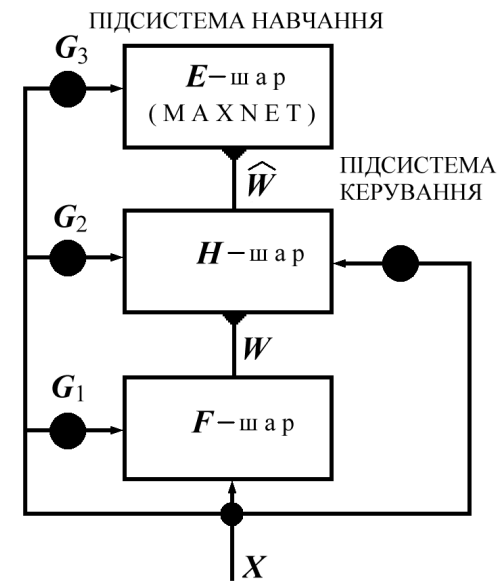 ПІДСИСТЕМА НАВЧАННЯ
G3
E–шар
(MAXNET)
Ŵ
ПІДСИСТЕМА
КЕРУВАННЯ
G2
H–шар
W
G1
F–шар
X